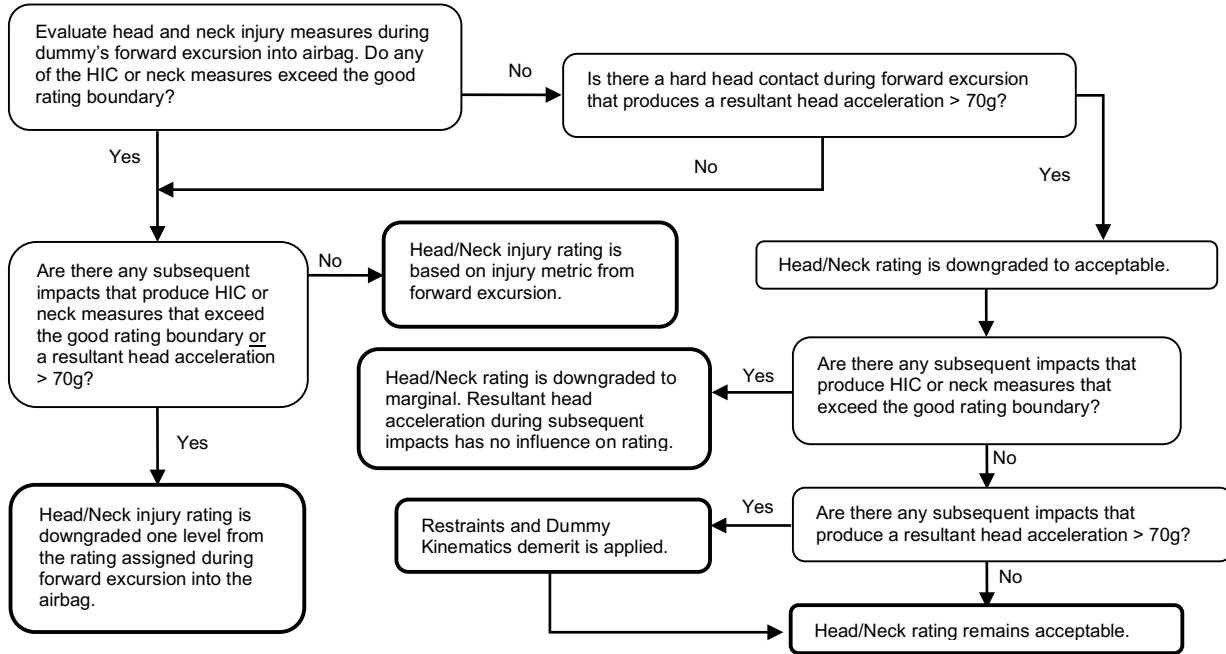 Evaluate head and neck injury measures during
dummy's forward excursion into airbag. Do any
of the HIC or neck measures exceed the good
rating boundary?
No
Is there a hard head contact during forward excursion
that produces a resultant head acceleration > 70g?
Yes
No
Yes
Are there any subsequent
impacts that produce HIC or
neck measures that exceed
the good rating boundary or
a resultant head acceleration
> 70g?
No
Head/Neck injury rating is
based on injury metric from
forward excursion.
Head/Neck rating is downgraded to acceptable.
Are there any subsequent impacts that
produce HIC or neck measures that
exceed the good rating boundary?
Yes
Head/Neck rating is downgraded to
marginal. Resultant head
acceleration during subsequent
impacts has no influence on rating.
Yes
No
Head/Neck injury rating is
downgraded one level from
the rating assigned during
forward excursion into the
airbag.
Are there any subsequent impacts that
produce a resultant head acceleration > 70g?
Yes
Restraints and Dummy
Kinematics demerit is applied.
No
Head/Neck rating remains acceptable.